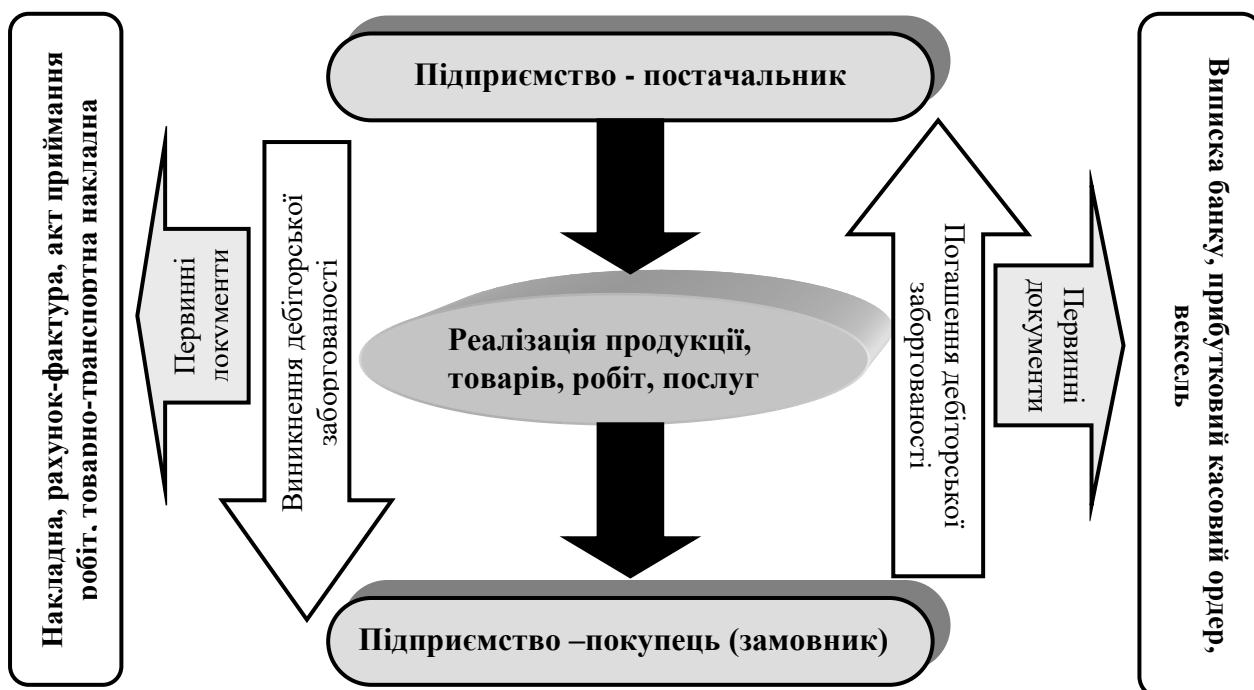 Накладна, рахунок-фактура, акт приймання
робіт. товарно-транспортна накладна
Первинні
документи
Виникнення дебіторської
заборгованості
Підприємство - постачальник
Реалізація продукції,
товарів, робіт, послуг
Підприємство –покупець (замовник)
Погашення дебіторської
заборгованості
Первинні
документи
Виписка банку, прибутковий касовий ордер,
вексель